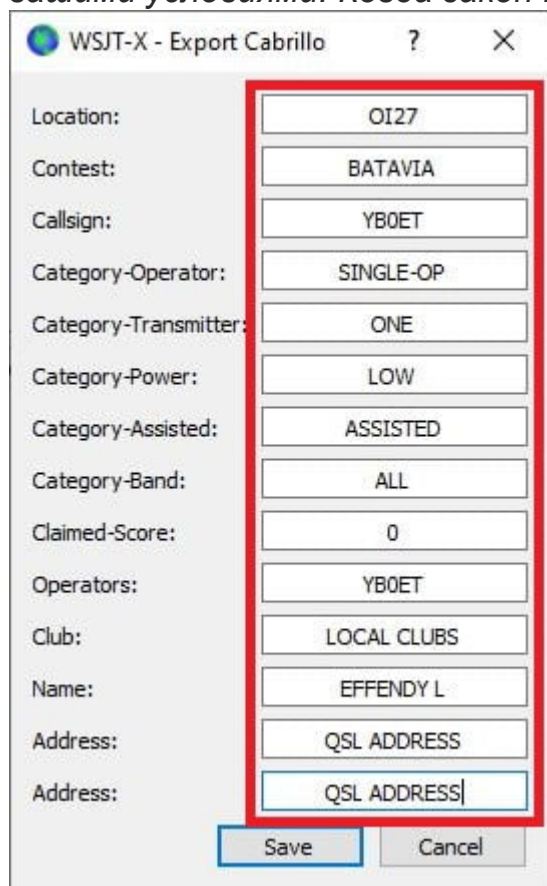 WSJT-X - Export Cabrillo ? ×
Location: OI27
Contest: BATAVIA
Callsign: YB0ET
Category-Operator: SINGLE-OP
Category-Transmitter: ONE
Category-Power: LOW
Category-Assisted: ASSISTED
Category-Band: ALL
Claimed-Score: 0
Operators: YB0ET
Club: LOCAL CLUBS
Name: EFFENDY L
Address: QSL ADDRESS
Address: QSL ADDRESS
Save Cancel